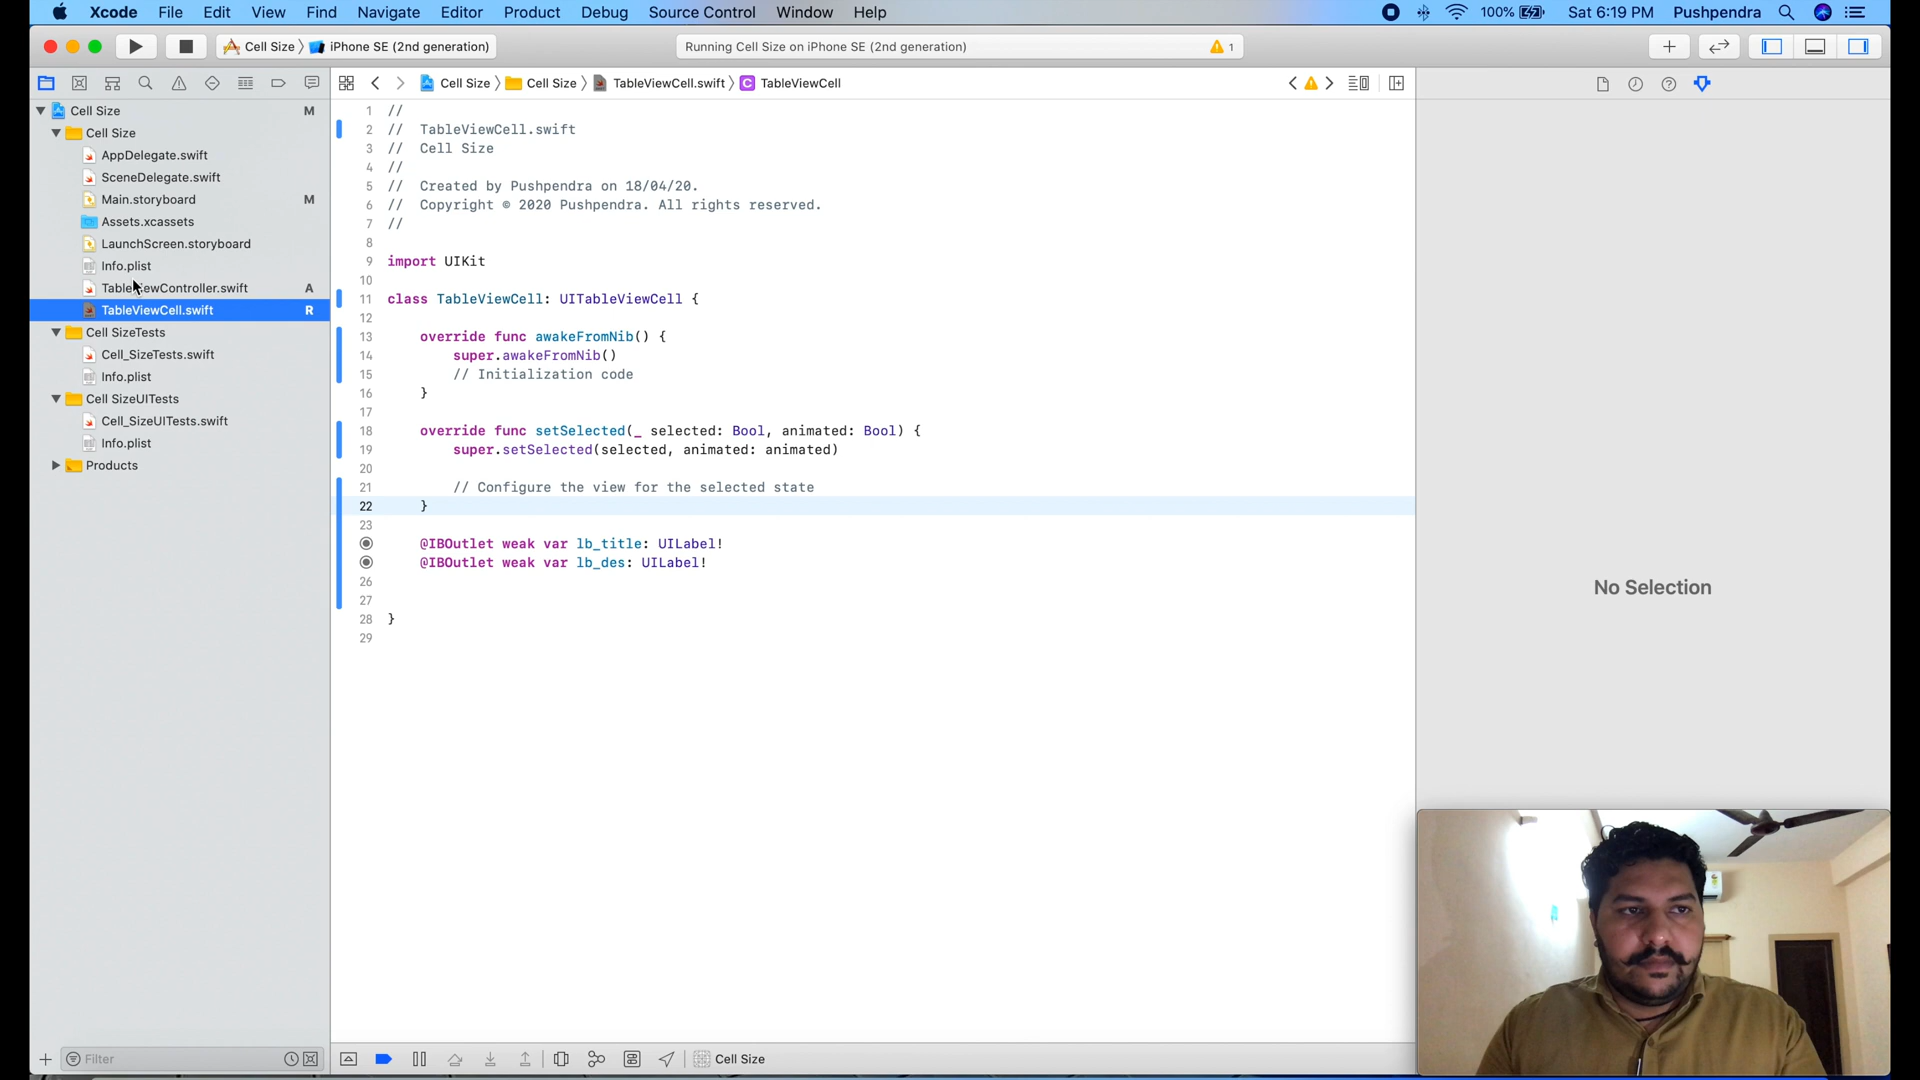 Xcode File Edit View Find Navigate Editor Product Debug Source Control Window Help 100% Sat 6:19 PM Pushpendra
Cell Size iPhone SE (2nd generation) Running Cell Size on iPhone SE (2nd generation) 1
Cell Size Cell Size TableViewCell.swift C TableViewCell
Cell Size M
Cell Size
AppDelegate.swift
SceneDelegate.swift
Main.storyboard M
Assets.xcassets
LaunchScreen.storyboard
Info.plist
TableViewController.swift A
TableViewCell.swift R
Cell SizeTests
Cell_SizeTests.swift
Info.plist
Cell SizeUITests
Cell_SizeUITests.swift
Info.plist
Products
1 //
2 // TableViewCell.swift
3 // Cell Size
4 //
5 // Created by Pushpendra on 18/04/20.
6 // Copyright © 2020 Pushpendra. All rights reserved.
7 //
8
9 import UIKit
10
11 class TableViewCell: UITableViewCell {
12
13 override func awakeFromNib() {
14 super.awakeFromNib()
15 // Initialization code
16 }
17
18 override func setSelected(_ selected: Bool, animated: Bool) {
19 super.setSelected(selected, animated: animated)
20
21 // Configure the view for the selected state
22 }
23
@IBOutlet weak var lb_title: UILabel!
@IBOutlet weak var lb_des: UILabel!
26
27
28 }
29
No Selection
Filter
Cell Size